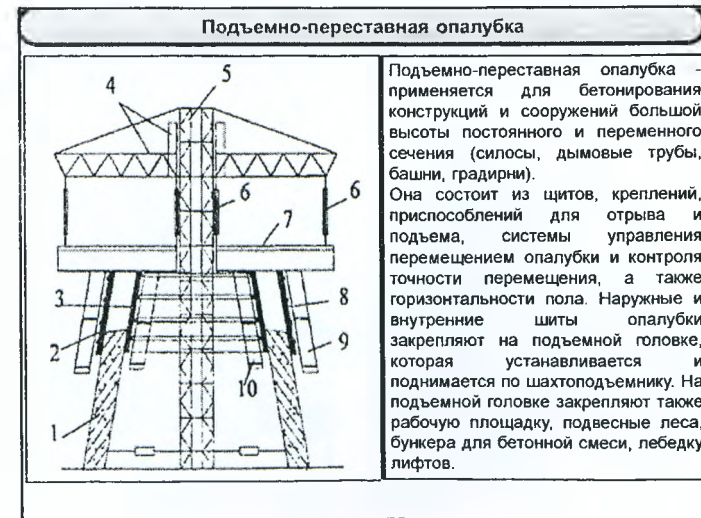 Подъемно-переставная опалубка
4
5
6
6
7
3
8
2
9
10
1
Подъемно-переставная опалубка -
применяется для бетонирования
конструкций и сооружений большой
высоты постоянного и переменного
сечения (силосы, дымовые трубы,
башни, градирни).
Она состоит из щитов, креплений,
приспособлений для отрыва и
подъема, системы управления
перемещением опалубки и контроля
точности перемещения, а также
горизонтальности пола. Наружные и
внутренние шиты опалубки
закрепляют на подъемной головке,
которая устанавливается и
поднимается по шахтоподъемнику. На
подъемной головке закрепляют также
рабочую площадку, подвесные леса,
бункера для бетонной смеси, лебедку
лифтов.